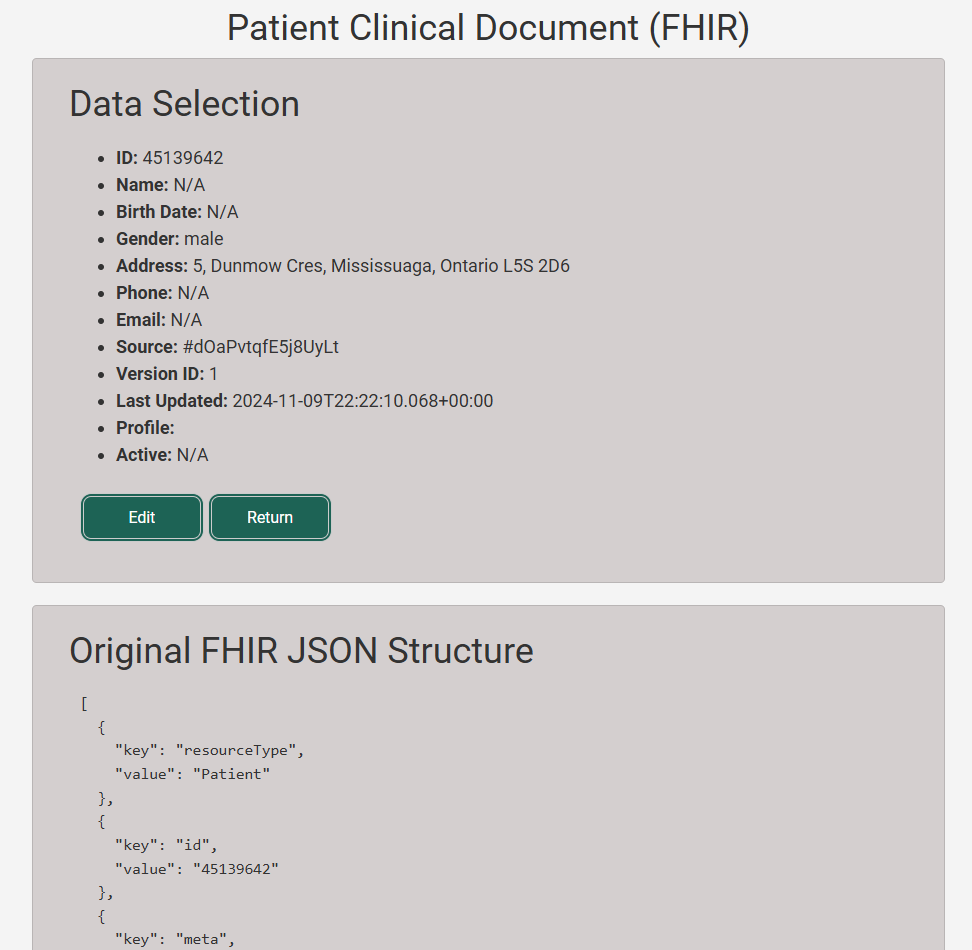 Patient Clinical Document (FHIR)
Data Selection
ID: 45139642
Name: N/A
Birth Date: N/A
Gender: male
Address: 5, Dunmow Cres, Mississuaga, Ontario L5S 2D6
Phone: N/A
Email: N/A
Source: #dOaPvtqfE5j8UyLt
Version ID: 1
Last Updated: 2024-11-09T22:22:10.068+00:00
Profile:
Active: N/A
Edit Return
Original FHIR JSON Structure
[
{
"key": "resourceType",
"value": "Patient"
},
{
"key": "id",
"value": "45139642"
},
{
"key": "meta",